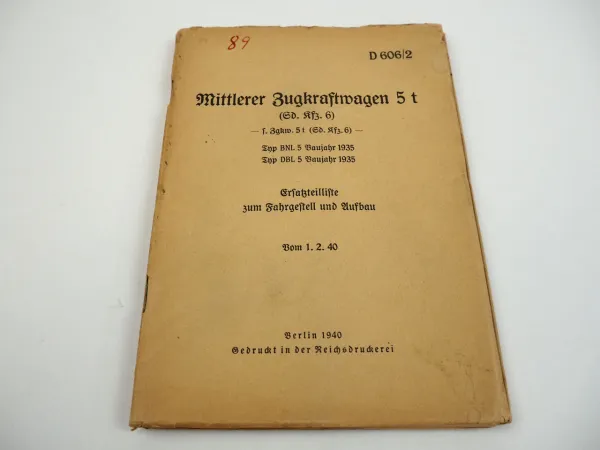 89
D 606/2
Mittlerer Zugkraftwagen 5 t
(Sd. Kfz. 6)
— s. Zgkw. 5 t (Sd. Kfz. 6) —
Typ BNL 5 Baujahr 1935
Typ DBL 5 Baujahr 1935
Ersatzteilliste
zum Fahrgestell und Aufbau
Vom 1. 2. 40
Berlin 1940
Gedruckt in der Reichsdruckerei